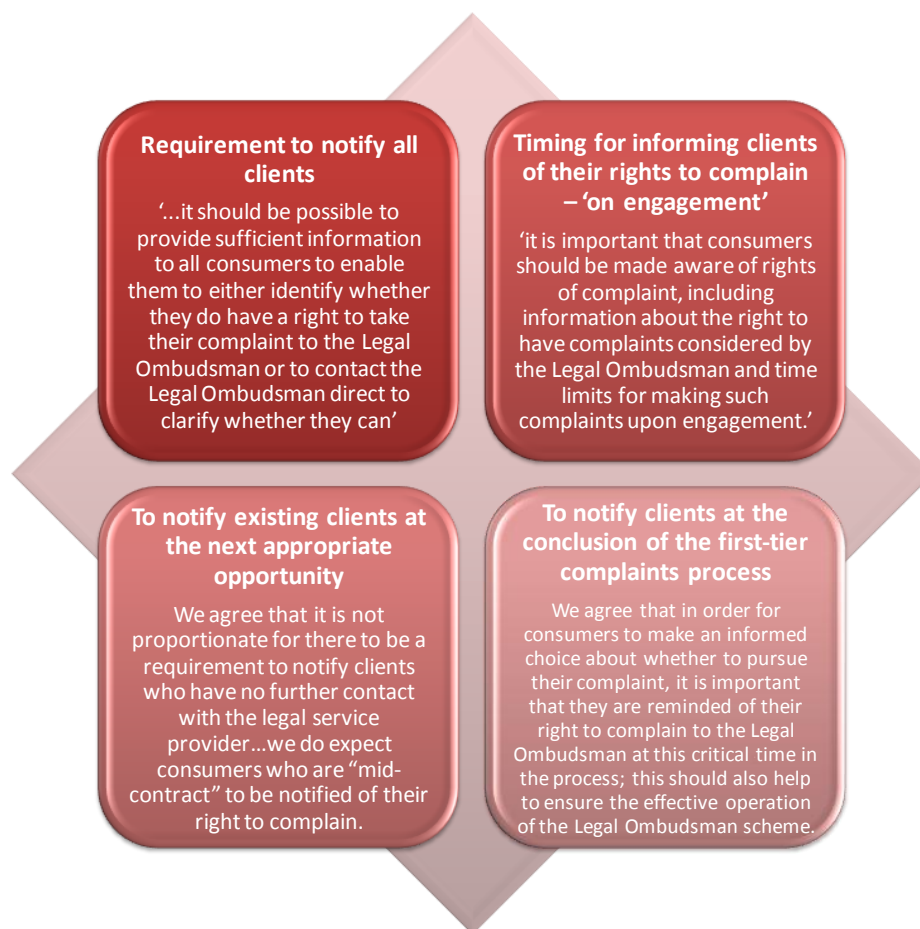 Requirement to notify all
clients
‘...it should be possible to
provide sufficient information
to all consumers to enable
them to either identify whether
they do have a right to take
their complaint to the Legal
Ombudsman or to contact the
Legal Ombudsman direct to
clarify whether they can’
Timing for informing clients
of their rights to complain
– ‘on engagement’
‘it is important that consumers
should be made aware of rights
of complaint, including
information about the right to
have complaints considered by
the Legal Ombudsman and time
limits for making such
complaints upon engagement.’
To notify existing clients at
the next appropriate
opportunity
We agree that it is not
proportionate for there to be a
requirement to notify clients
who have no further contact
with the legal service
provider...we do expect
consumers who are “mid-
contract” to be notified of their
right to complain.
To notify clients at the
conclusion of the first-tier
complaints process
We agree that in order for
consumers to make an informed
choice about whether to pursue
their complaint, it is important
that they are reminded of their
right to complain to the Legal
Ombudsman at this critical time in
the process; this should also help
to ensure the effective operation
of the Legal Ombudsman scheme.